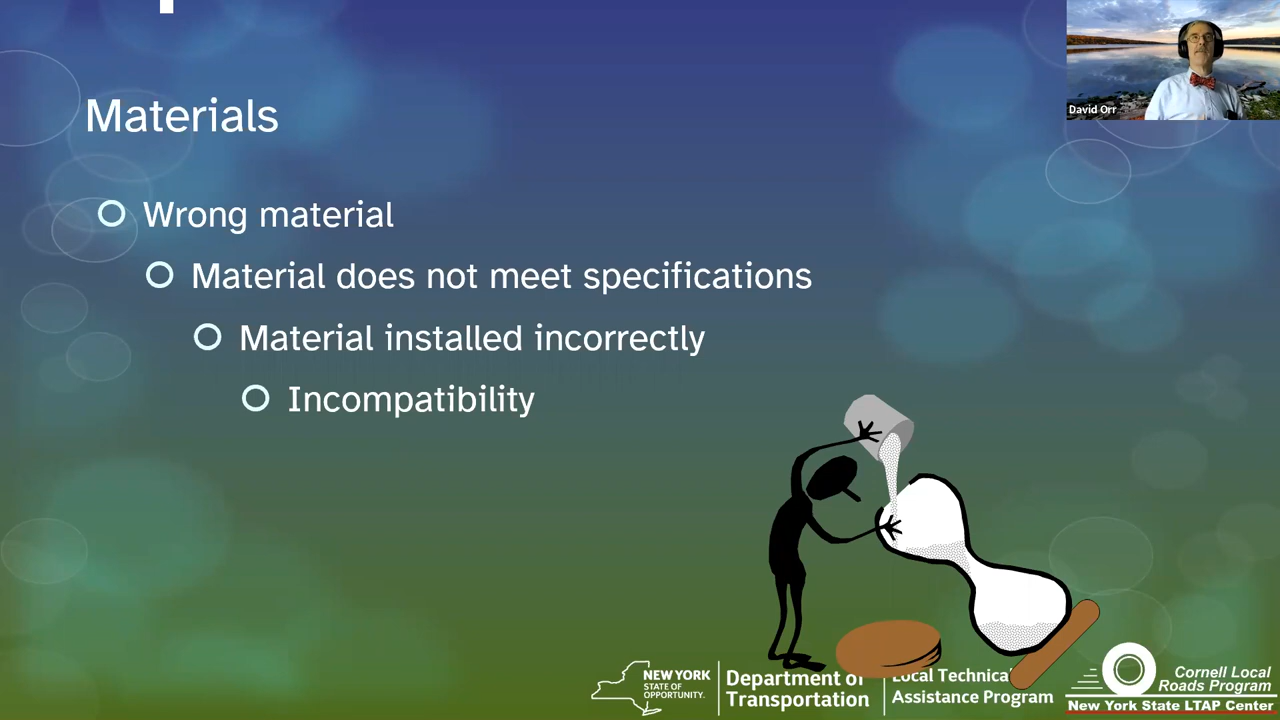 David Orr
Materials
Wrong material
Material does not meet specifications
Material installed incorrectly
Incompatibility
NEW YORK
STATE OF
OPPORTUNITY.
Department of
Transportation
Local Technical
Assistance Program
Cornell Local
Roads Program
New York State LTAP Center